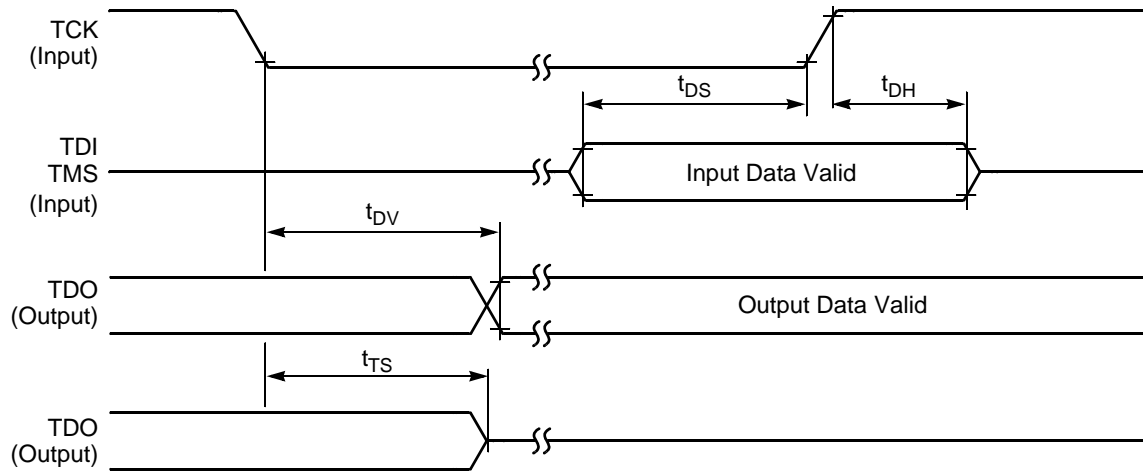 TCK
(Input)
tDS
tDH
TDI
TMS
(Input)
Input Data Valid
tDV
TDO
(Output)
Output Data Valid
tTS
TDO
(Output)